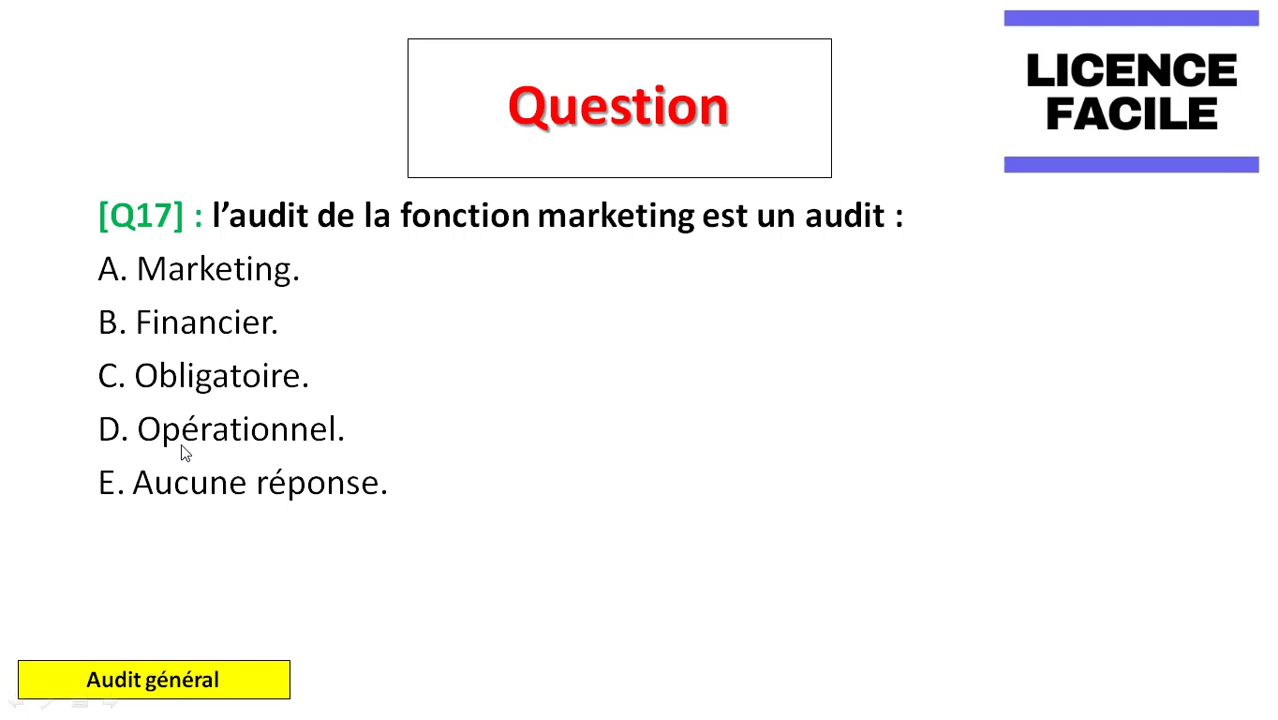 LICENCE
FACILE
Question
[Q17] : l’audit de la fonction marketing est un audit :
A. Marketing.
B. Financier.
C. Obligatoire.
D. Opérationnel.
E. Aucune réponse.
Audit général